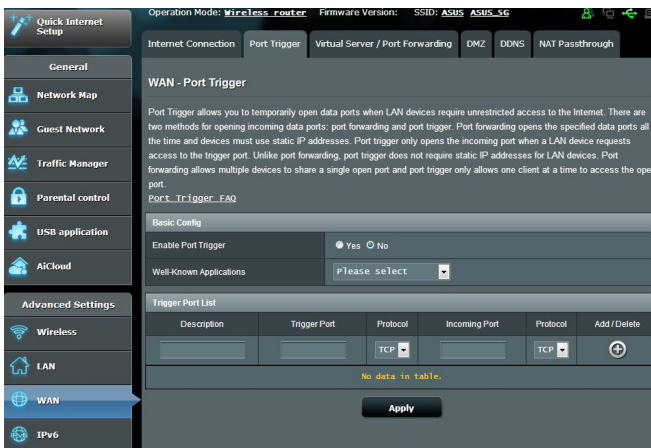 Quick Internet
Setup
Operation Mode: Wireless router Firmware Version: SSID: ASUS ASUS_5G
Internet Connection Port Trigger Virtual Server / Port Forwarding DMZ DDNS NAT Passthrough
General
Network Map
Guest Network
Traffic Manager
Parental control
USB application
AiCloud
Advanced Settings
Wireless
LAN
WAN
IPv6
WAN - Port Trigger
Port Trigger allows you to temporarily open data ports when LAN devices require unrestricted access to the Internet. There are
two methods for opening incoming data ports: port forwarding and port trigger. Port forwarding opens the specified data ports all
the time and devices must use static IP addresses. Port trigger only opens the incoming port when a LAN device requests
access to the trigger port. Unlike port forwarding, port trigger does not require static IP addresses for LAN devices. Port
forwarding allows multiple devices to share a single open port and port trigger only allows one client at a time to access the ope
port.
Port Trigger FAQ
Basic Config
Enable Port Trigger Yes No
Well-Known Applications Please select
Trigger Port List
Description Trigger Port Protocol Incoming Port Protocol Add / Delete
TCP TCP
No data in table.
Apply